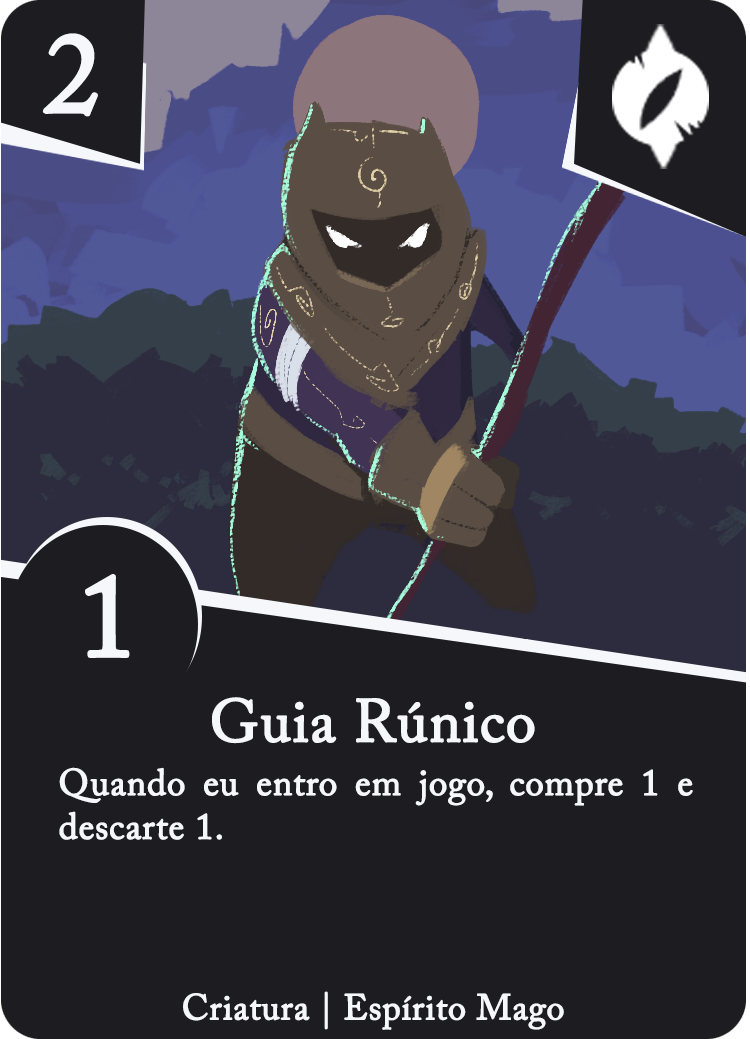 2
1
Guia Rúnico
Quando eu entro em jogo, compre 1 e
descarte 1.
Criatura | Espírito Mago